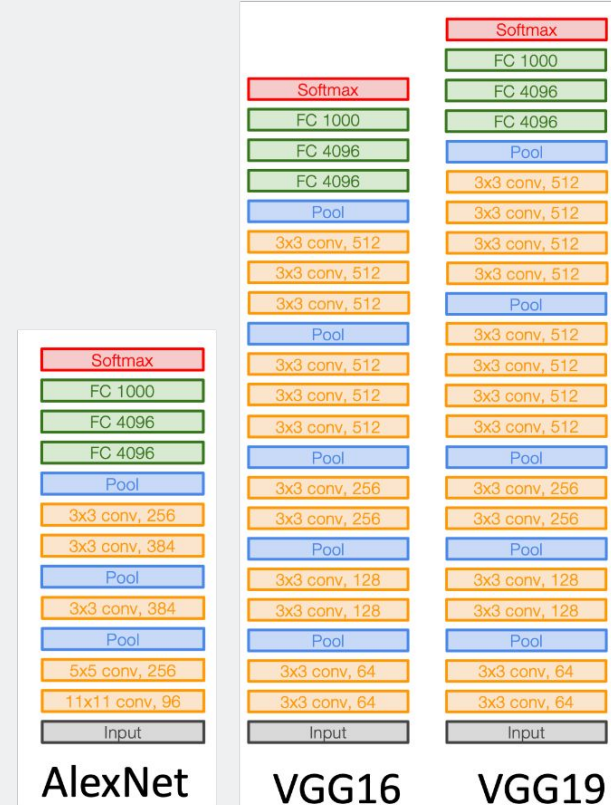 Softmax
FC 1000
FC 4096
FC 4096
Pool
3x3 conv, 256
3x3 conv, 384
Pool
3x3 conv, 384
Pool
5x5 conv, 256
11x11 conv, 96
Input
AlexNet
Softmax
FC 1000
FC 4096
FC 4096
Pool
3x3 conv, 512
3x3 conv, 512
3x3 conv, 512
Pool
3x3 conv, 512
3x3 conv, 512
3x3 conv, 512
Pool
3x3 conv, 256
3x3 conv, 256
Pool
3x3 conv, 128
3x3 conv, 128
Pool
3x3 conv, 64
3x3 conv, 64
Input
VGG16
Softmax
FC 1000
FC 4096
FC 4096
Pool
3x3 conv, 512
3x3 conv, 512
3x3 conv, 512
3x3 conv, 512
Pool
3x3 conv, 512
3x3 conv, 512
3x3 conv, 512
3x3 conv, 512
Pool
3x3 conv, 256
3x3 conv, 256
Pool
3x3 conv, 128
3x3 conv, 128
Pool
3x3 conv, 64
3x3 conv, 64
Input
VGG19